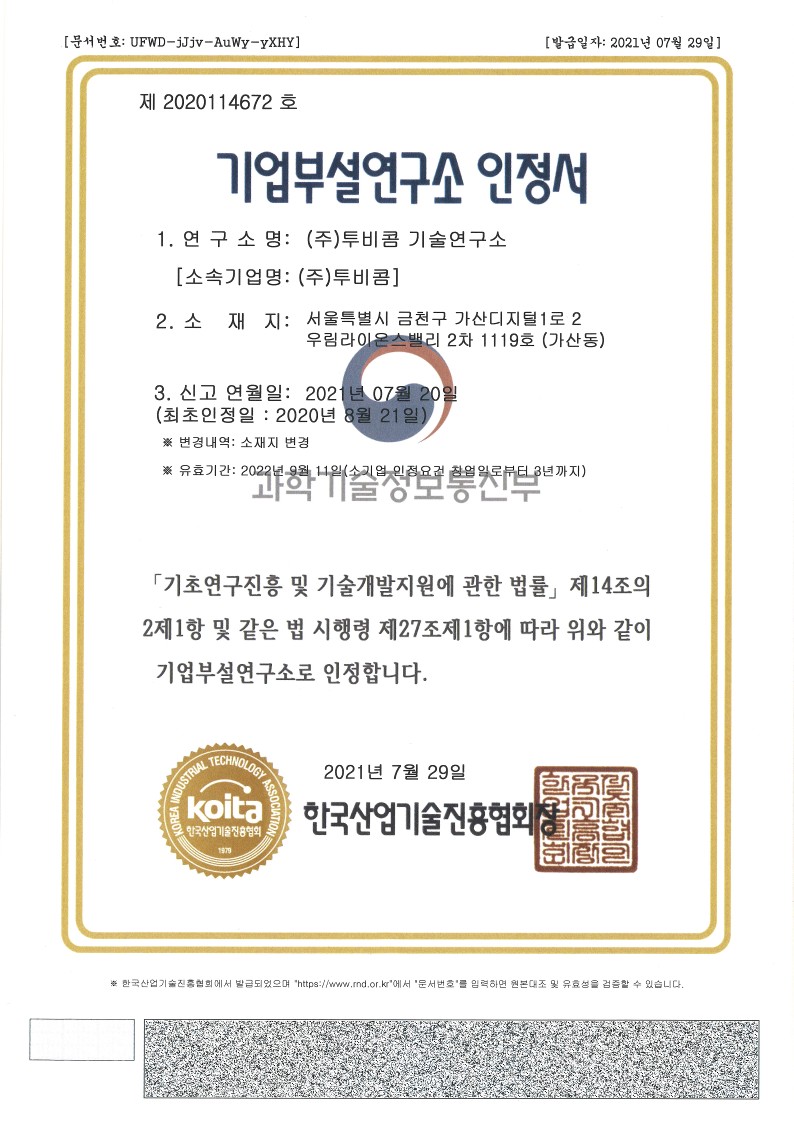 [문서번호: UFWD-jJjv-AuWy-yXHY]
[발급일자: 2021년 07월 29일]
제 2020114672 호
기업부설연구소 인정서
1. 연 구 소 명: (주)투비콤 기술연구소
[소속기업명: (주)투비콤]
2. 소 재 지: 서울특별시 금천구 가산디지털1로 2
우림라이온스밸리 2차 1119호 (가산동)
3. 신고 연월일: 2021년 07월 20일
(최초인정일 : 2020년 8월 21일)
※ 변경내역: 소재지 변경
※ 유효기간: 2022년 9월 11일(소기업 인정요건 창업일로부터 3년까지)
과학기술정보통신부
「기초연구진흥 및 기술개발지원에 관한 법률」 제14조의
2제1항 및 같은 법 시행령 제27조제1항에 따라 위와 같이
기업부설연구소로 인정합니다.
2021년 7월 29일
한국산업기술진흥협회장
KOREA INDUSTRIAL TECHNOLOGY ASSOCIATION
koita
한국산업기술진흥협회
1979
※ 한국산업기술진흥협회에서 발급되었으며 "https://www.rnd.or.kr"에서 "문서번호"를 입력하면 원본대조 및 유효성을 검증할 수 있습니다.